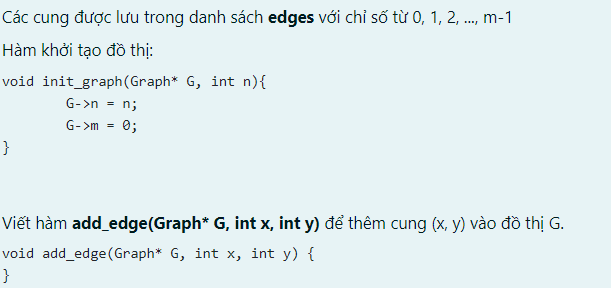 Các cung được lưu trong danh sách edges với chỉ số từ 0, 1, 2, ..., m-1
Hàm khởi tạo đồ thị:
void init_graph(Graph* G, int n){
        G->n = n;
        G->m = 0;
}
Viết hàm add_edge(Graph* G, int x, int y) để thêm cung (x, y) vào đồ thị G.
void add_edge(Graph* G, int x, int y) {
}